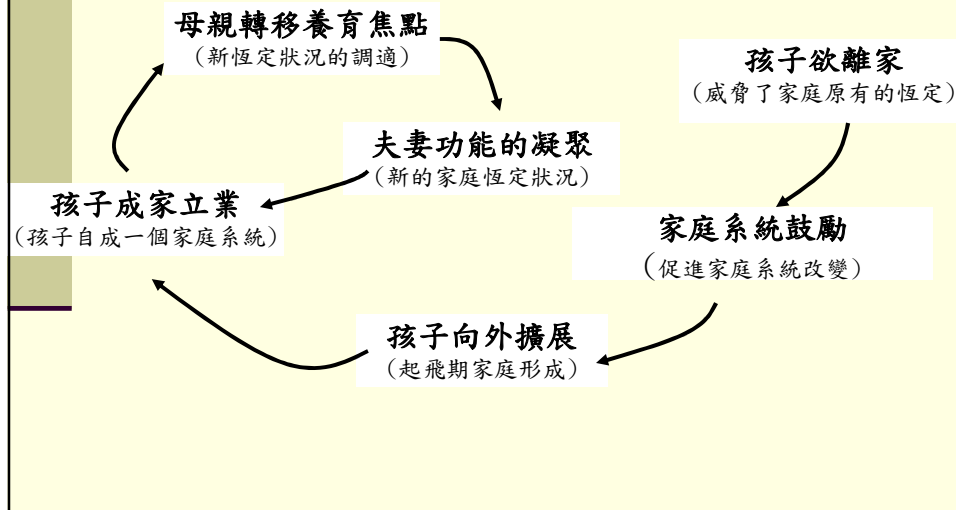 母親轉移養育焦點
（新恆定狀況的調適）
孩子欲離家
（威脅了家庭原有的恆定）
夫妻功能的凝聚
（新的家庭恆定狀況）
孩子成家立業
（孩子自成一個家庭系統）
家庭系統鼓勵
（促進家庭系統改變）
孩子向外擴展
（起飛期家庭形成）